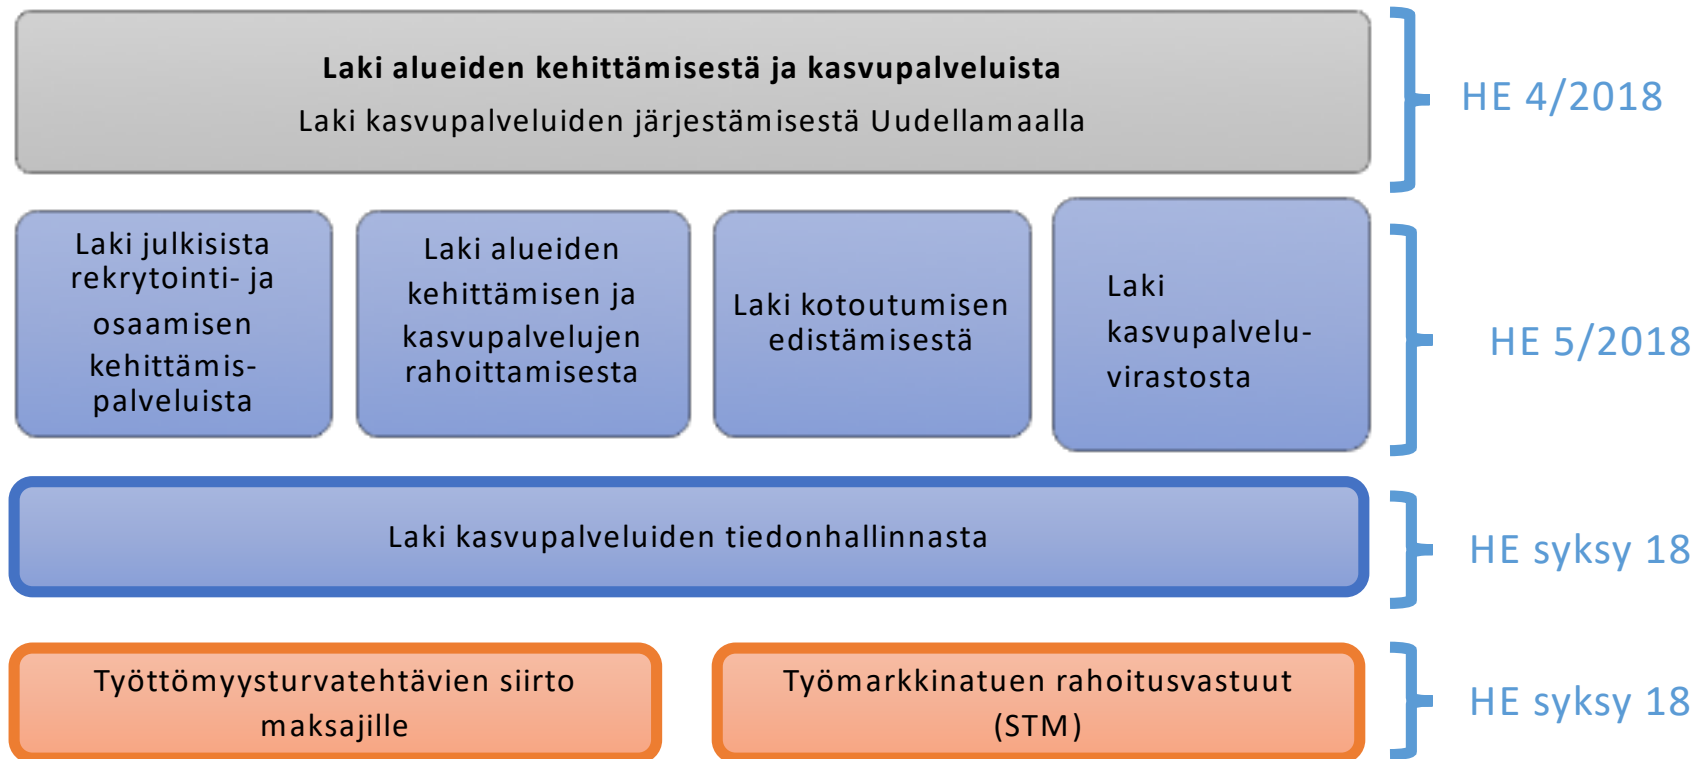 Laki alueiden kehittämisestä ja kasvupalveluista
Laki kasvupalveluiden järjestämisestä Uudellamaalla
HE 4/2018
Laki julkisista
rekrytointi- ja
osaamisen
kehittämis-
palveluista
Laki alueiden
kehittämisen ja
kasvupalvelujen
rahoittamisesta
Laki kotoutumisen
edistämisestä
Laki
kasvupalvelu-
virastosta
HE 5/2018
Laki kasvupalveluiden tiedonhallinnasta
HE syksy 18
Työttömyysturvatehtävien siirto
maksajille
Työmarkkinatuen rahoitusvastuut
(STM)
HE syksy 18